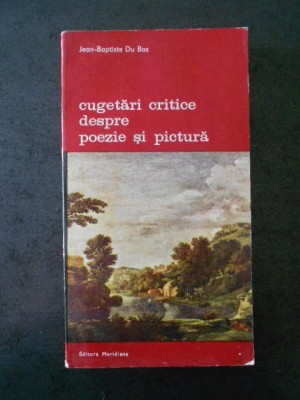 Jean-Baptiste Du Bos
cugetări critice
despre
poezie și pictură
Editura Meridiane